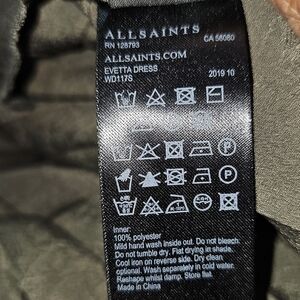 ALLSAINTS
RN 128793 CA 56080
ALLSAINTS.COM
EVETTA DRESS
WD117S 2019 10
Inner:
100% polyester
Mild hand wash inside out. Do not bleach.
Do not tumble dry. Flat drying in shade.
Cool iron on reverse side. Dry clean
optional. Wash separately in cold water.
Reshape whilst damp. Store flat.
Made in China